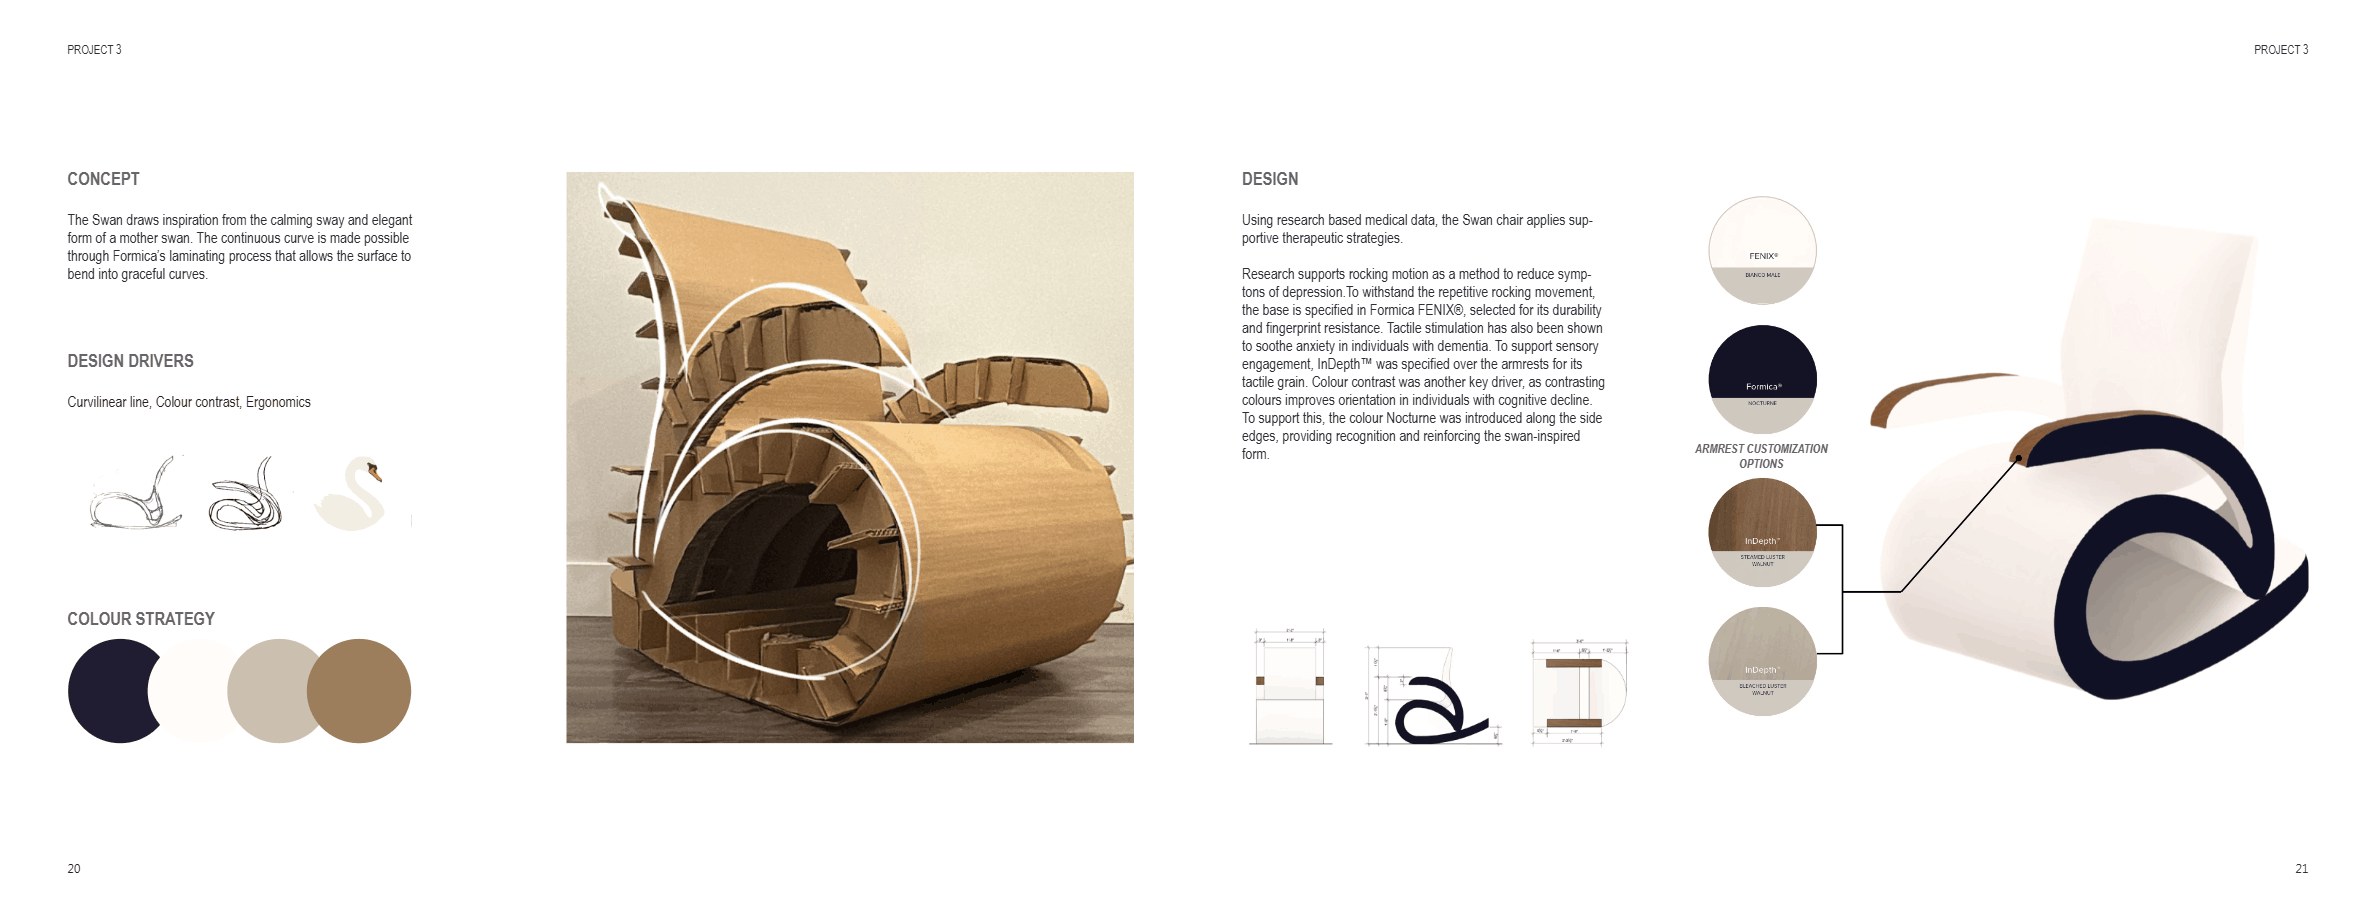 PROJECT 3
PROJECT 3
CONCEPT
The Swan draws inspiration from the calming sway and elegant
form of a mother swan. The continuous curve is made possible
through Formica's laminating process that allows the surface to
bend into graceful curves.
DESIGN DRIVERS
Curvilinear line, Colour contrast, Ergonomics
COLOUR STRATEGY
DESIGN
Using research based medical data, the Swan chair applies sup-
portive therapeutic strategies.
Research supports rocking motion as a method to reduce symp-
tons of depression.To withstand the repetitive rocking movement,
the base is specified in Formica FENIX®, selected for its durability
and fingerprint resistance. Tactile stimulation has also been shown
to soothe anxiety in individuals with dementia. To support sensory
engagement, InDepth™ was specified over the armrests for its
tactile grain. Colour contrast was another key driver, as contrasting
colours improves orientation in individuals with cognitive decline.
To support this, the colour Nocturne was introduced along the side
edges, providing recognition and reinforcing the swan-inspired
form.
FENIX®
BIANCO MALE
Formica®
NOCTURNE
ARMREST CUSTOMIZATION
OPTIONS
InDepth™
STEAMED LUSTER
WALNUT
InDepth™
BLEACHED LUSTER
WALNUT
20
21